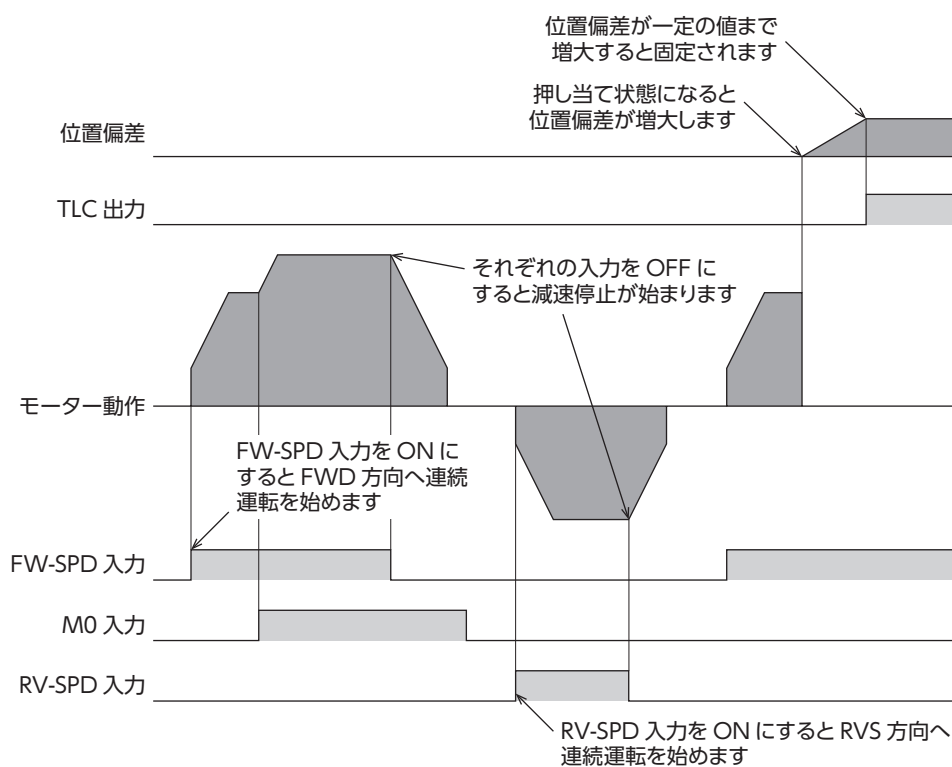 位置偏差が一定の値まで
増大すると固定されます
押し当て状態になると
位置偏差が増大します
位置偏差
TLC 出力
それぞれの入力を OFF に
すると減速停止が始まります
モーター動作
FW-SPD 入力を ON に
すると FWD 方向へ連続
運転を始めます
FW-SPD 入力
M0 入力
RV-SPD 入力
RV-SPD 入力を ON にすると RVS 方向へ
連続運転を始めます